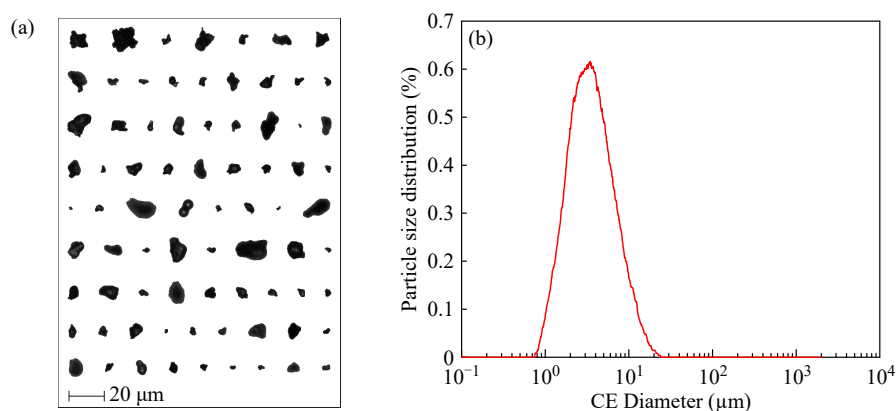 (a)
20 µm
(b)
Particle size distribution (%)
0.7
0.6
0.5
0.4
0.3
0.2
0.1
0
10⁻¹ 10⁰ 10¹ 10² 10³ 10⁴
CE Diameter (µm)